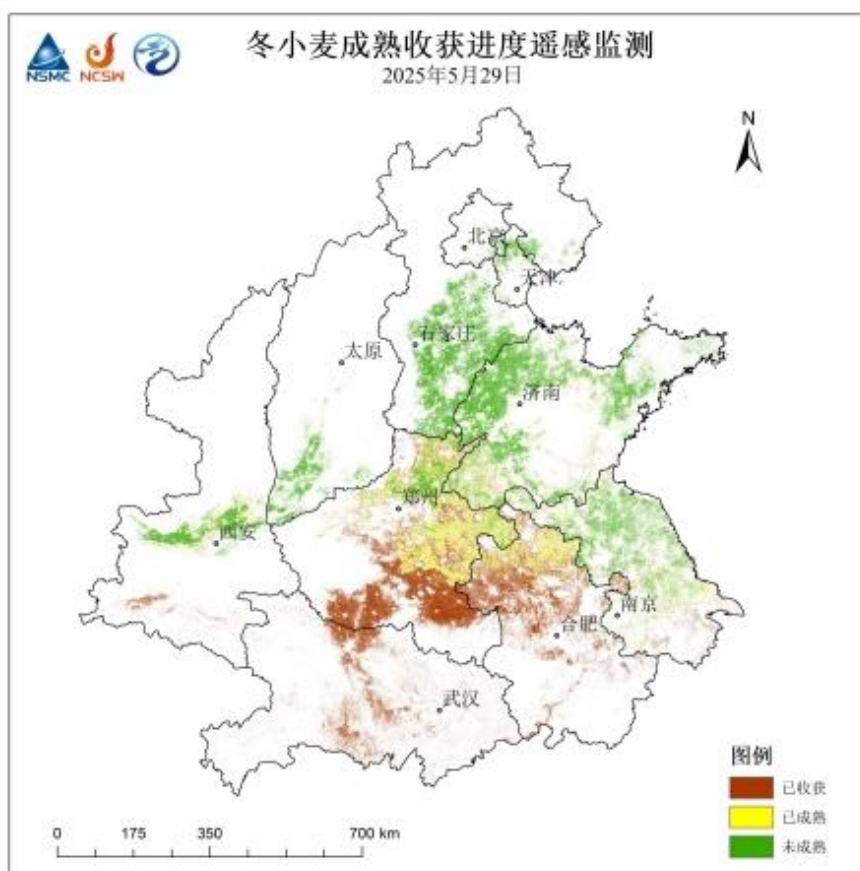 冬小麦成熟收获进度遥感监测
2025年5月29日
NSMC
NCSW
N
北京
天津
石家庄
太原
济南
郑州
西安
南京
合肥
武汉
图例
已收获
已成熟
未成熟
0 175 350 700 km